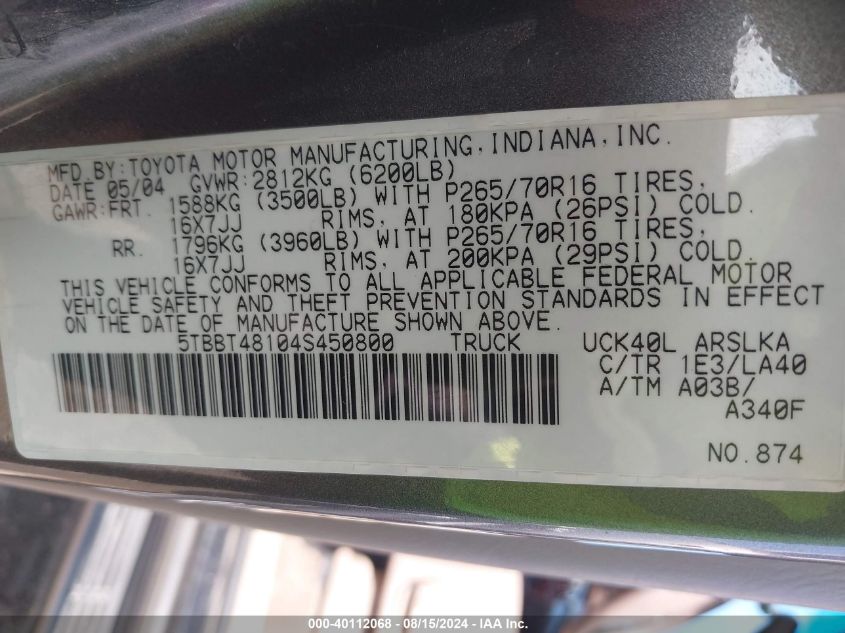 MFD.BY:TOYOTA MOTOR MANUFACTURING,INDIANA,INC.
DATE 05/04 GVWR:2812KG (6200LB)
GAWR:FRT. 1588KG (3500LB) WITH P265/70R16 TIRES,
16X7JJ RIMS, AT 180KPA (26PSI) COLD.
RR. 1796KG (3960LB) WITH P265/70R16 TIRES,
16X7JJ RIMS, AT 200KPA (29PSI) COLD.
THIS VEHICLE CONFORMS TO ALL APPLICABLE FEDERAL MOTOR
VEHICLE SAFETY AND THEFT PREVENTION STANDARDS IN EFFECT
ON THE DATE OF MANUFACTURE SHOWN ABOVE.
5TBBT48104S450800 TRUCK UCK40L ARSLKA
C/TR 1E3/LA40
A/TM A03B/
A340F
NO.874
000-40112068 - 08/15/2024 - IAA Inc.